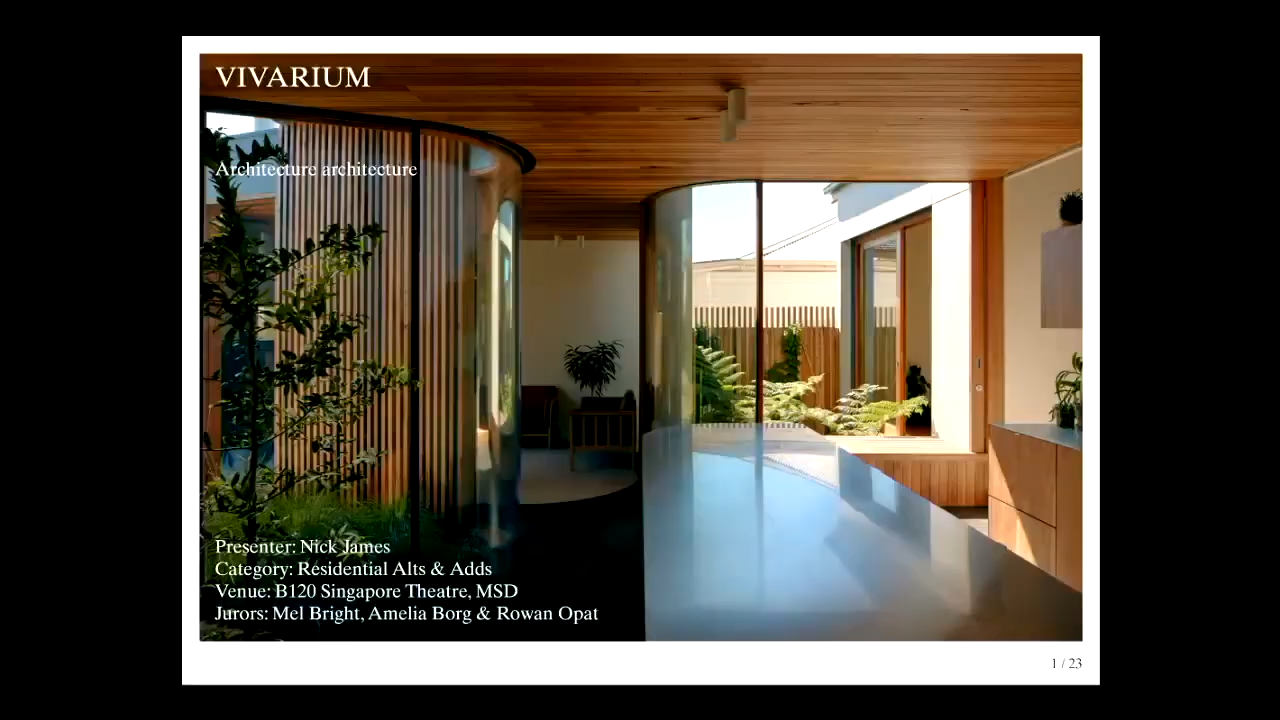 VIVARIUM
Architecture architecture
Presenter: Nick James
Category: Residential Alts & Adds
Venue: B120 Singapore Theatre, MSD
Jurors: Mel Bright, Amelia Borg & Rowan Opat
1 / 23